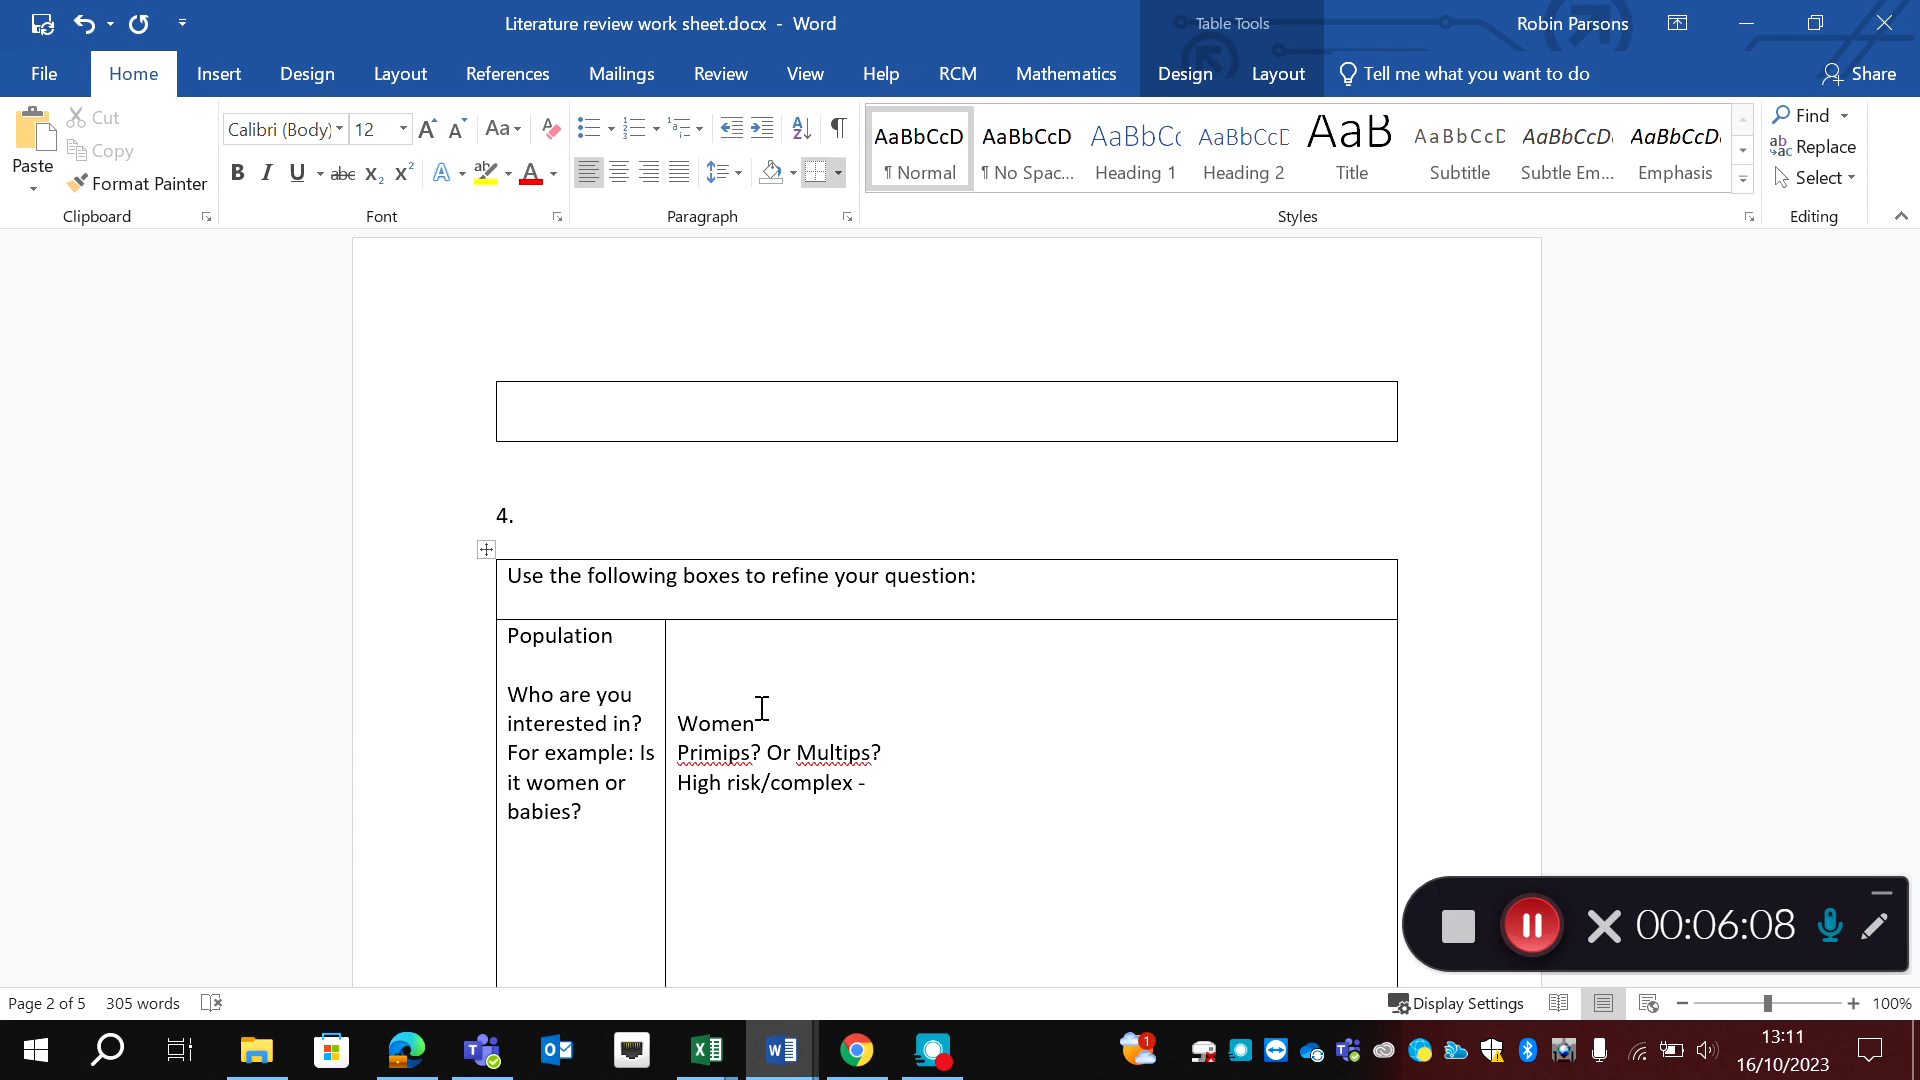 Literature review work sheet.docx - Word
Table Tools
Robin Parsons
File Home Insert Design Layout References Mailings Review View Help RCM Mathematics Design Layout Tell me what you want to do Share
Paste
Cut
Copy
Format Painter
Clipboard
Calibri (Body) 12
Font
Paragraph
AaBbCcD AaBbCcD AaBbCc AaBbCcD AaB AaBbCcD AaBbCcD AaBbCcD
¶ Normal ¶ No Spac... Heading 1 Heading 2 Title Subtitle Subtle Em... Emphasis
Styles
Find
Replace
Select
Editing
4.
Use the following boxes to refine your question:
Population
Who are you
interested in?
For example: Is
it women or
babies?
Women
Primips? Or Multips?
High risk/complex -
00:06:08
Page 2 of 5 305 words
Display Settings 100%
13:11
16/10/2023